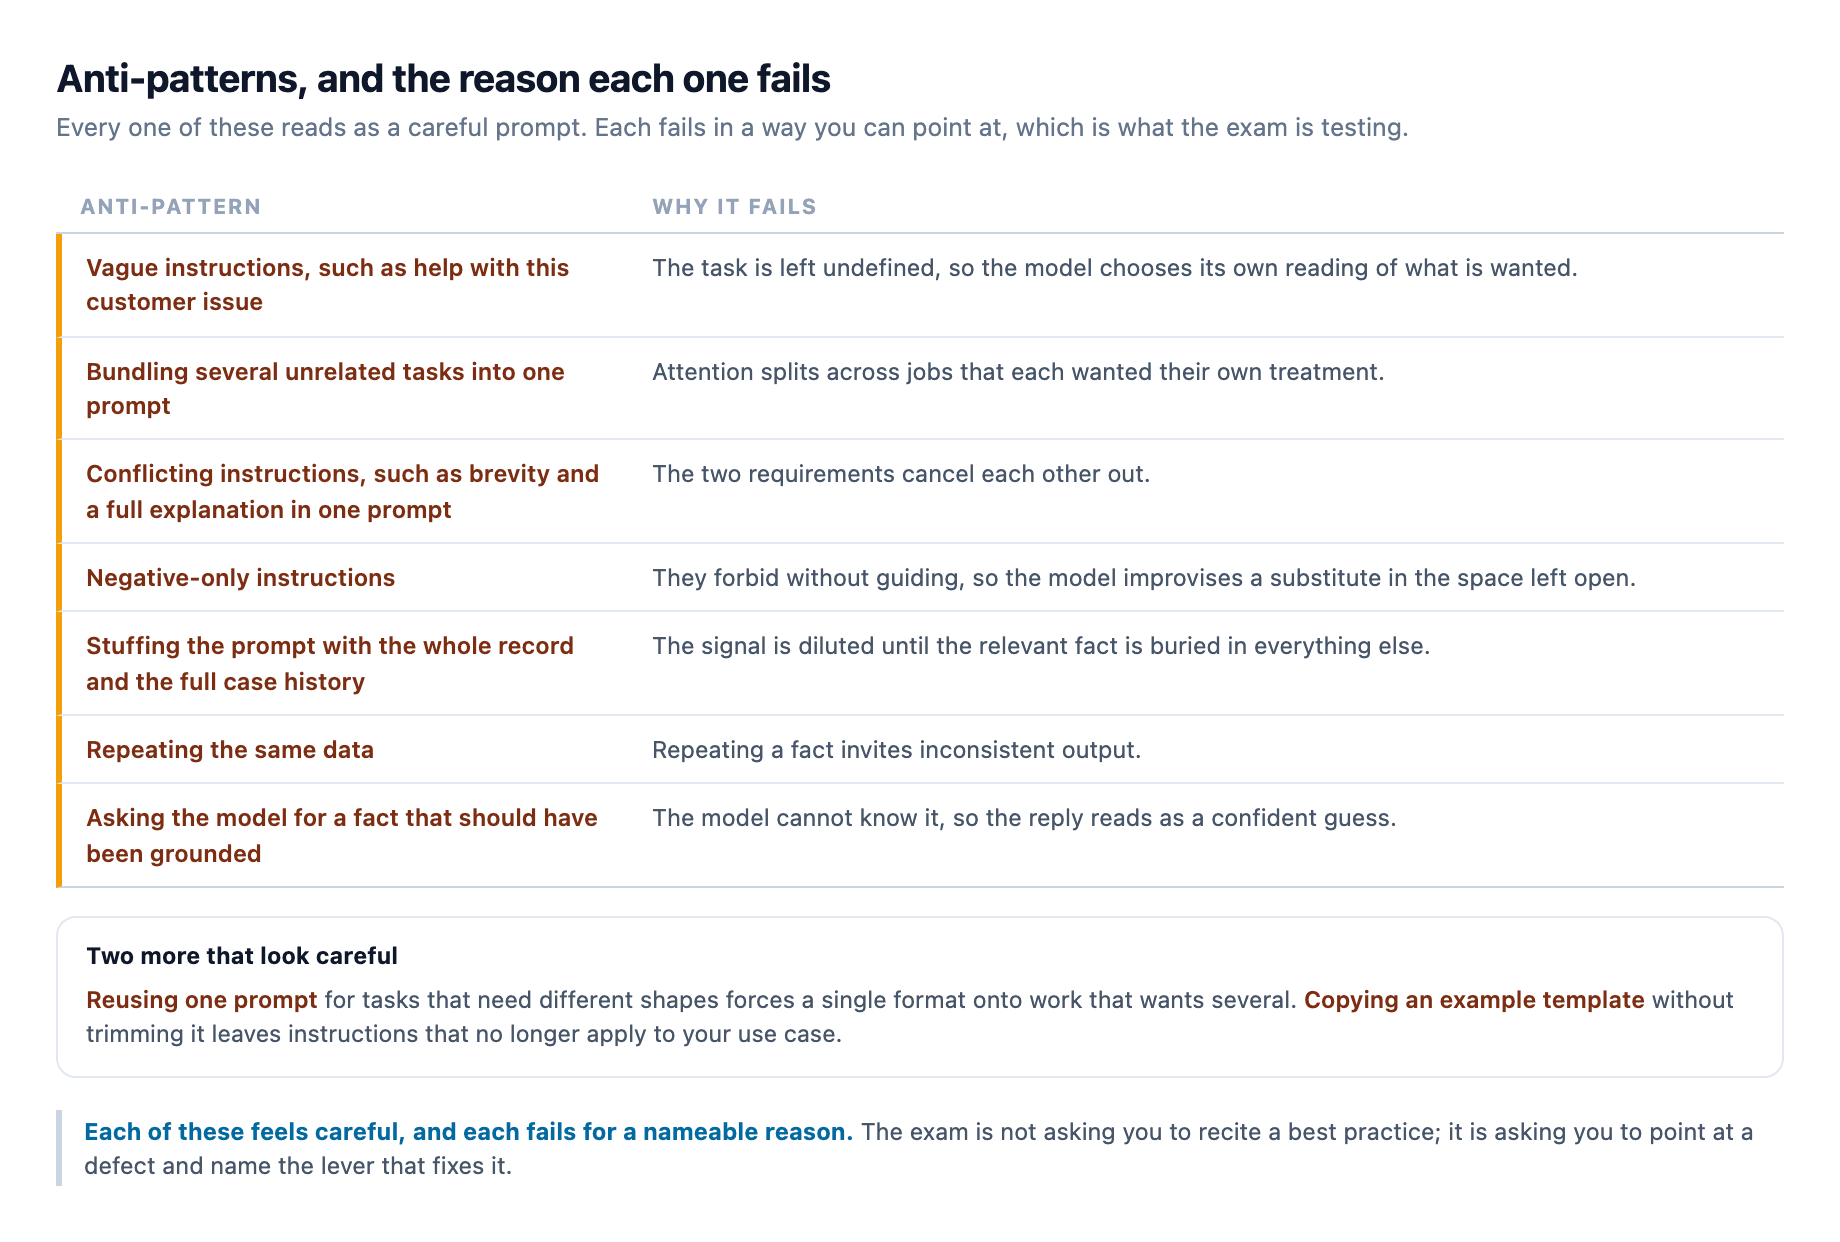 Anti-patterns, and the reason each one fails
Every one of these reads as a careful prompt. Each fails in a way you can point at, which is what the exam is testing.
ANTI-PATTERN
WHY IT FAILS
Vague instructions, such as help with this
customer issue
The task is left undefined, so the model chooses its own reading of what is wanted.
Bundling several unrelated tasks into one
prompt
Attention splits across jobs that each wanted their own treatment.
Conflicting instructions, such as brevity and
a full explanation in one prompt
The two requirements cancel each other out.
Negative-only instructions
They forbid without guiding, so the model improvises a substitute in the space left open.
Stuffing the prompt with the whole record
and the full case history
The signal is diluted until the relevant fact is buried in everything else.
Repeating the same data
Repeating a fact invites inconsistent output.
Asking the model for a fact that should have
been grounded
The model cannot know it, so the reply reads as a confident guess.
Two more that look careful
Reusing one prompt for tasks that need different shapes forces a single format onto work that wants several. Copying an example template without
trimming it leaves instructions that no longer apply to your use case.
Each of these feels careful, and each fails for a nameable reason. The exam is not asking you to recite a best practice; it is asking you to point at a
defect and name the lever that fixes it.